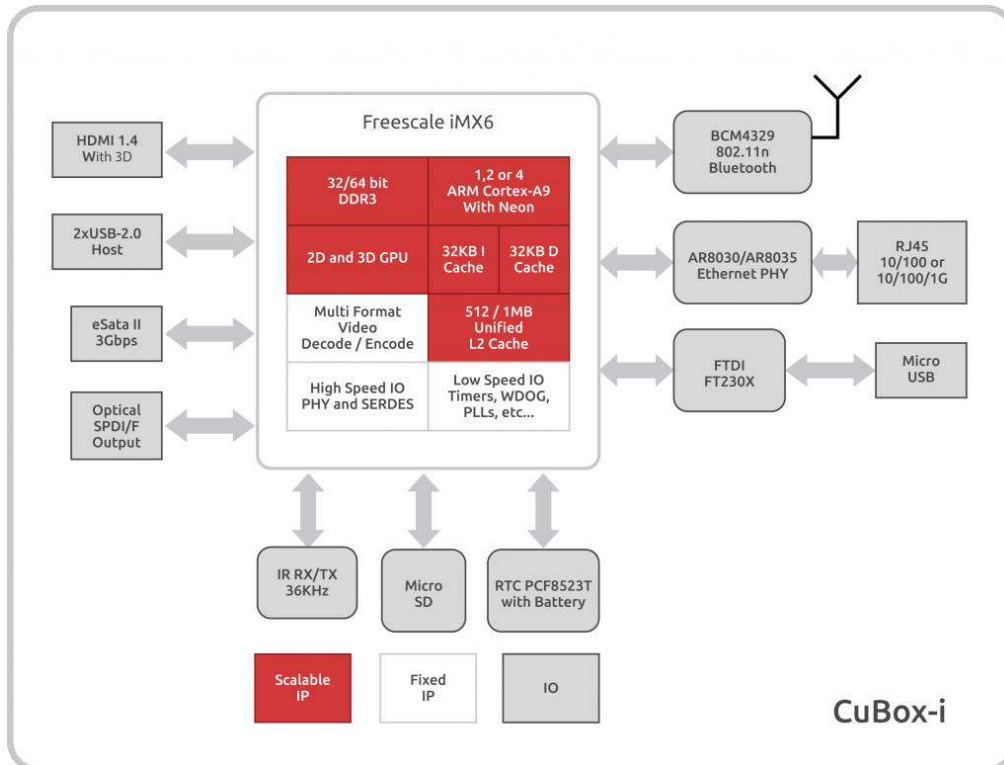 Freescale iMX6
HDMI 1.4
With 3D
2xUSB-2.0
Host
eSata II
3Gbps
Optical
SPDI/F
Output
32/64 bit
DDR3
1,2 or 4
ARM Cortex-A9
With Neon
2D and 3D GPU
32KB I
Cache
32KB D
Cache
Multi Format
Video
Decode / Encode
512 / 1MB
Unified
L2 Cache
High Speed IO
PHY and SERDES
Low Speed IO
Timers, WDOG,
PLLs, etc...
BCM4329
802.11n
Bluetooth
AR8030/AR8035
Ethernet PHY
RJ45
10/100 or
10/100/1G
FTDI
FT230X
Micro
USB
IR RX/TX
36KHz
Micro
SD
RTC PCF8523T
with Battery
Scalable
IP
Fixed
IP
IO
CuBox-i